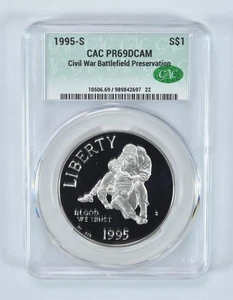 1995-S S$1
CAC PR69DCAM
Civil War Battlefield Preservation
CAC
10506.69 / 989842697 22
LIBERTY
IN GOD
WE TRUST
S
1995